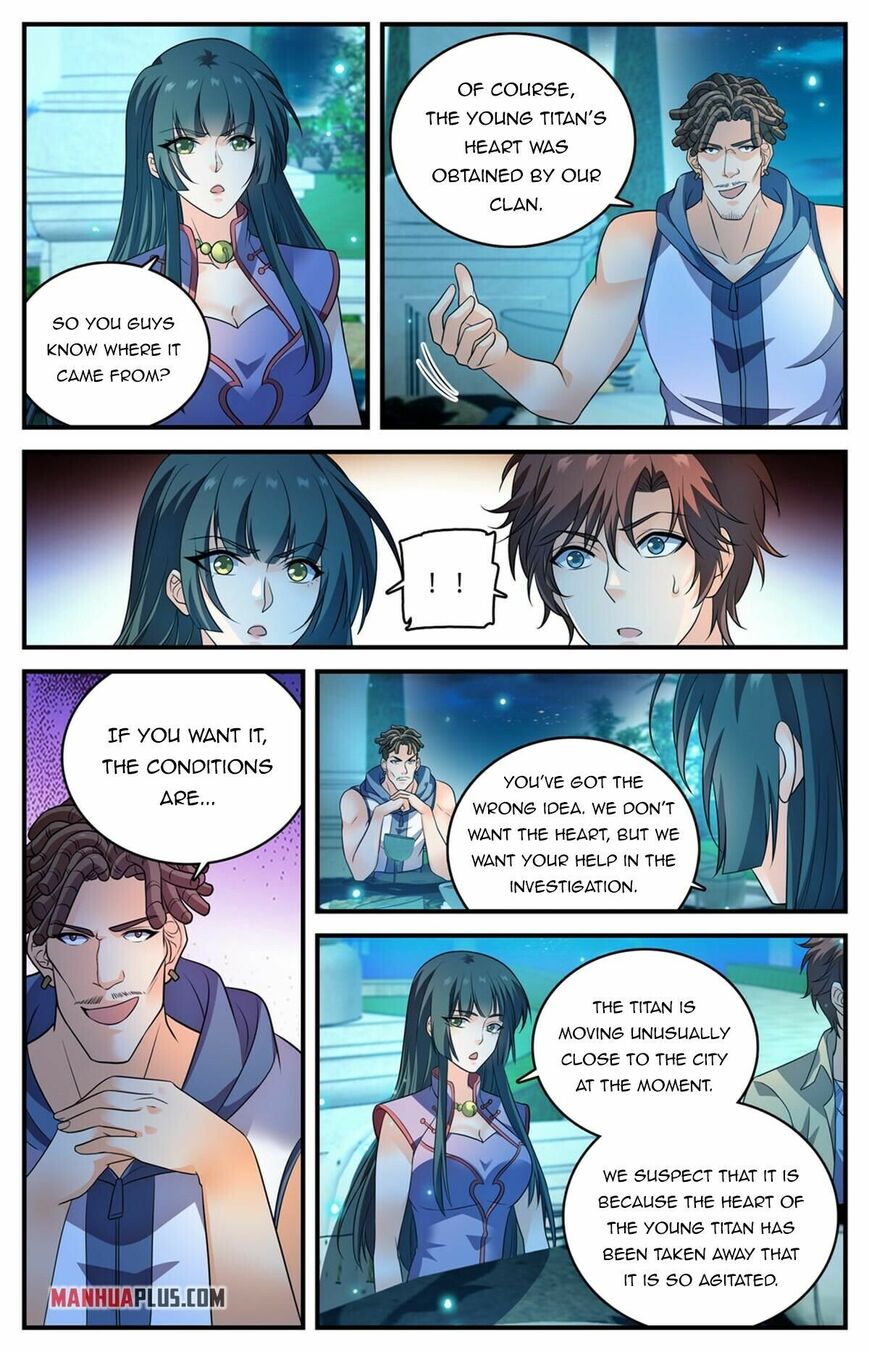 SO YOU GUYS
KNOW WHERE IT
CAME FROM?
OF COURSE,
THE YOUNG TITAN'S
HEART WAS
OBTAINED BY OUR
CLAN.
! !
IF YOU WANT IT,
THE CONDITIONS
ARE...
YOU'VE GOT THE
WRONG IDEA. WE DON'T
WANT THE HEART, BUT WE
WANT YOUR HELP IN THE
INVESTIGATION.
THE TITAN IS
MOVING UNUSUALLY
CLOSE TO THE CITY
AT THE MOMENT.
WE SUSPECT THAT IT IS
BECAUSE THE HEART OF
THE YOUNG TITAN HAS
BEEN TAKEN AWAY THAT
IT IS SO AGITATED.
MANHUAPLUS.COM